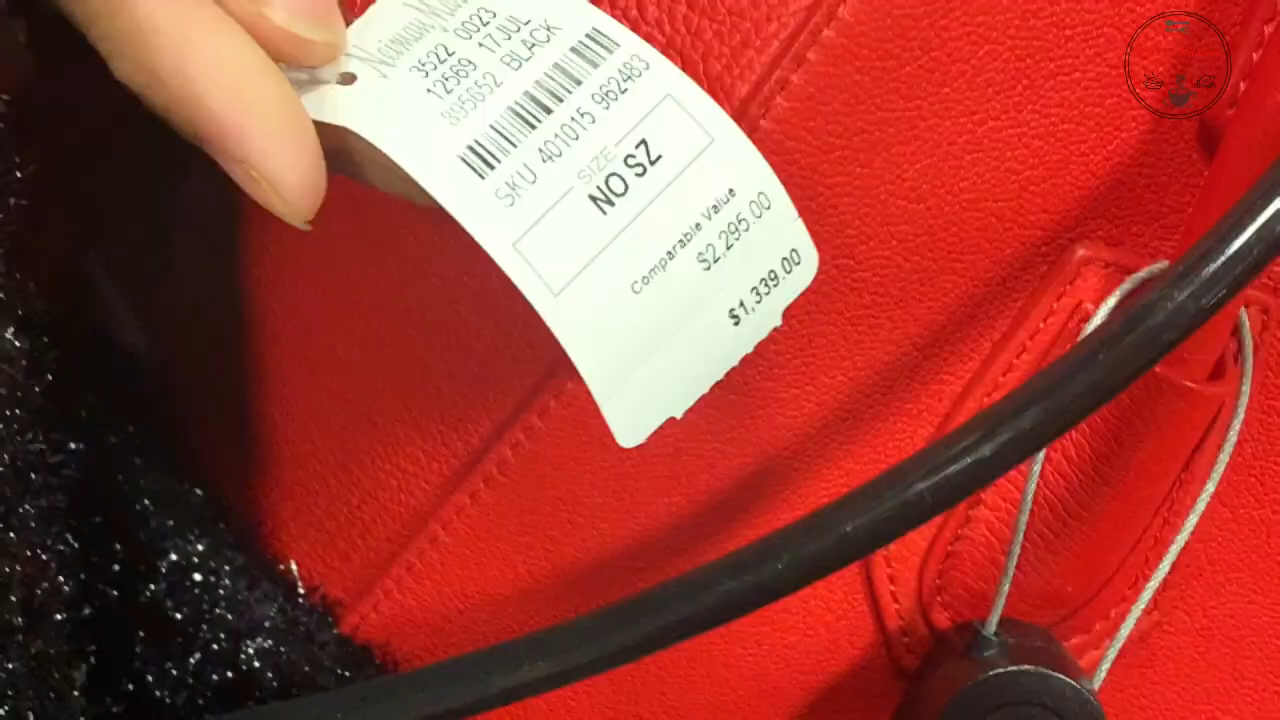 Neiman
3522 0023
12569 17JUL
895652 BLACK
SKU 401015 962483
SIZE
NO SZ
Comparable Value
$2,295.00
$1,339.00